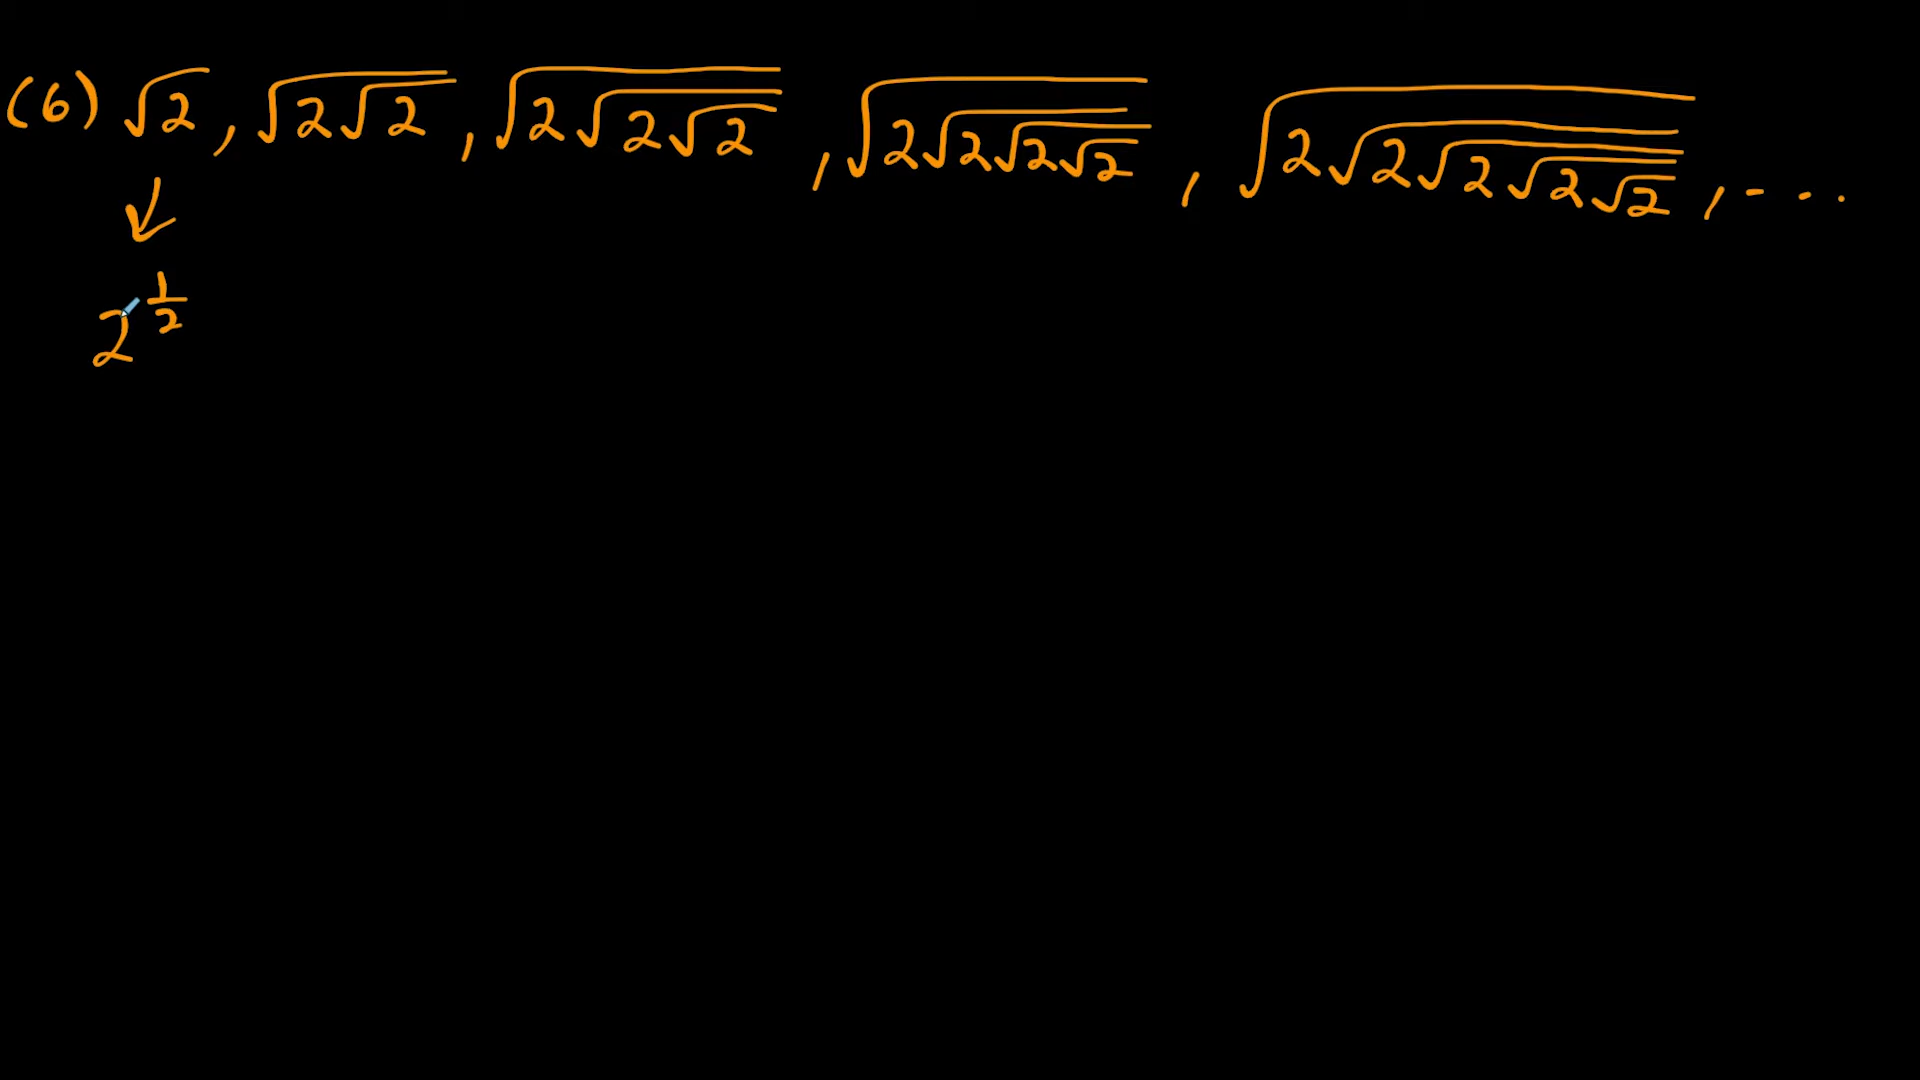 (6) √2, √(2√2), √(2√(2√2)), √(2√(2√(2√2))), √(2√(2√(2√(2√2)))), - - - .
2^(1/2)